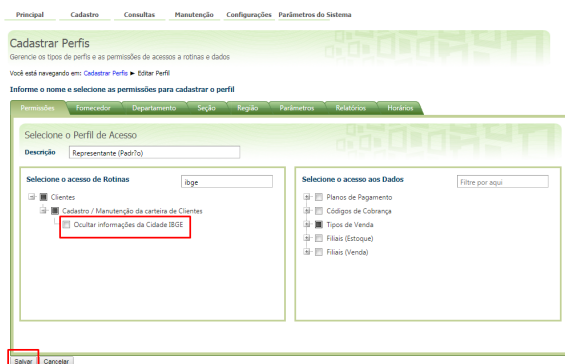 Principal Cadastro Consultas Manutenção Configurações Parâmetros do Sistema
Cadastrar Perfis
Gerencie os tipos de perfis e as permissões de acessos a rotinas e dados
Você está navegando em: Cadastrar Perfis ► Editar Perfil
Informe o nome e selecione as permissões para cadastrar o perfil
Permissões Fornecedor Departamento Seção Região Parâmetros Relatórios Horários
Selecione o Perfil de Acesso
Descrição Representante (Padr?o)
Selecione o acesso de Rotinas ibge
Clientes
Cadastro / Manutenção da carteira de Clientes
Ocultar informações da Cidade IBGE
Selecione o acesso aos Dados Filtre por aqui
Planos de Pagamento
Códigos de Cobrança
Tipos de Venda
Filiais (Estoque)
Filiais (Venda)
Salvar Cancelar